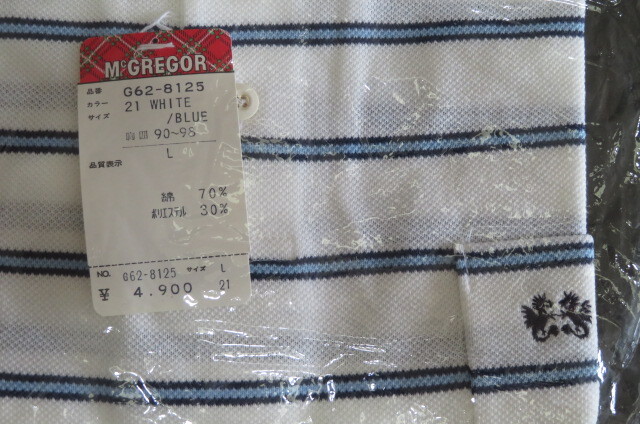 McGREGOR
品番 G62-8125
カラー 21 WHITE
サイズ /BLUE
胸囲 90~98
L
品質表示
綿 70%
ポリエステル 30%
NO. G62-8125 サイズ L
¥ 4.900 21